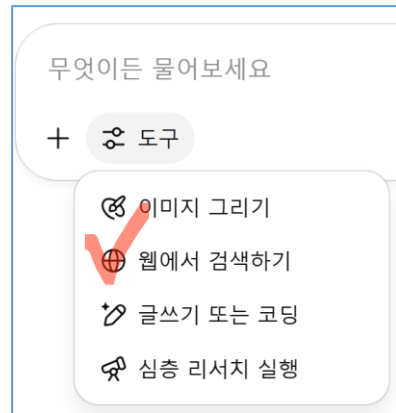 무엇이든 물어보세요
도구
이미지 그리기
웹에서 검색하기
글쓰기 또는 코딩
심층 리서치 실행